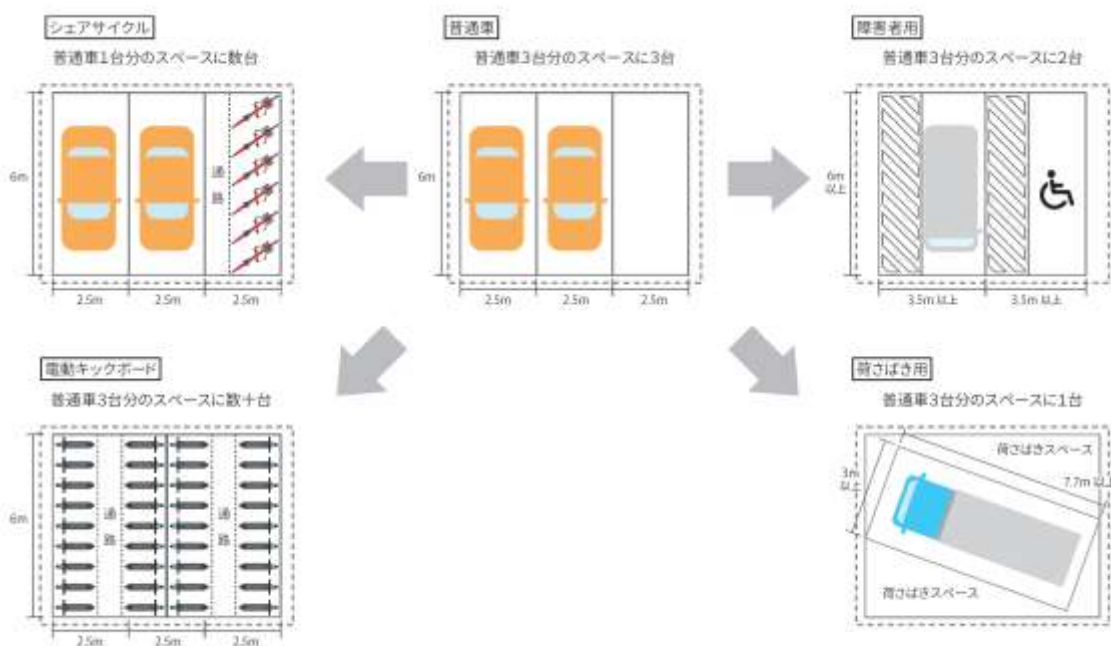 シェアサイクル
普通車1台分のスペースに数台
6m
通路
2.5m
2.5m
2.5m
普通車
普通車3台分のスペースに3台
6m
2.5m
2.5m
2.5m
障害者用
普通車3台分のスペースに2台
6m
以上
3.5m 以上
3.5m 以上
電動キックボード
普通車3台分のスペースに数十台
6m
通路
通路
2.5m
2.5m
2.5m
荷さばき用
普通車3台分のスペースに1台
荷さばきスペース
3m
以上
7.7m 以上
荷さばきスペース